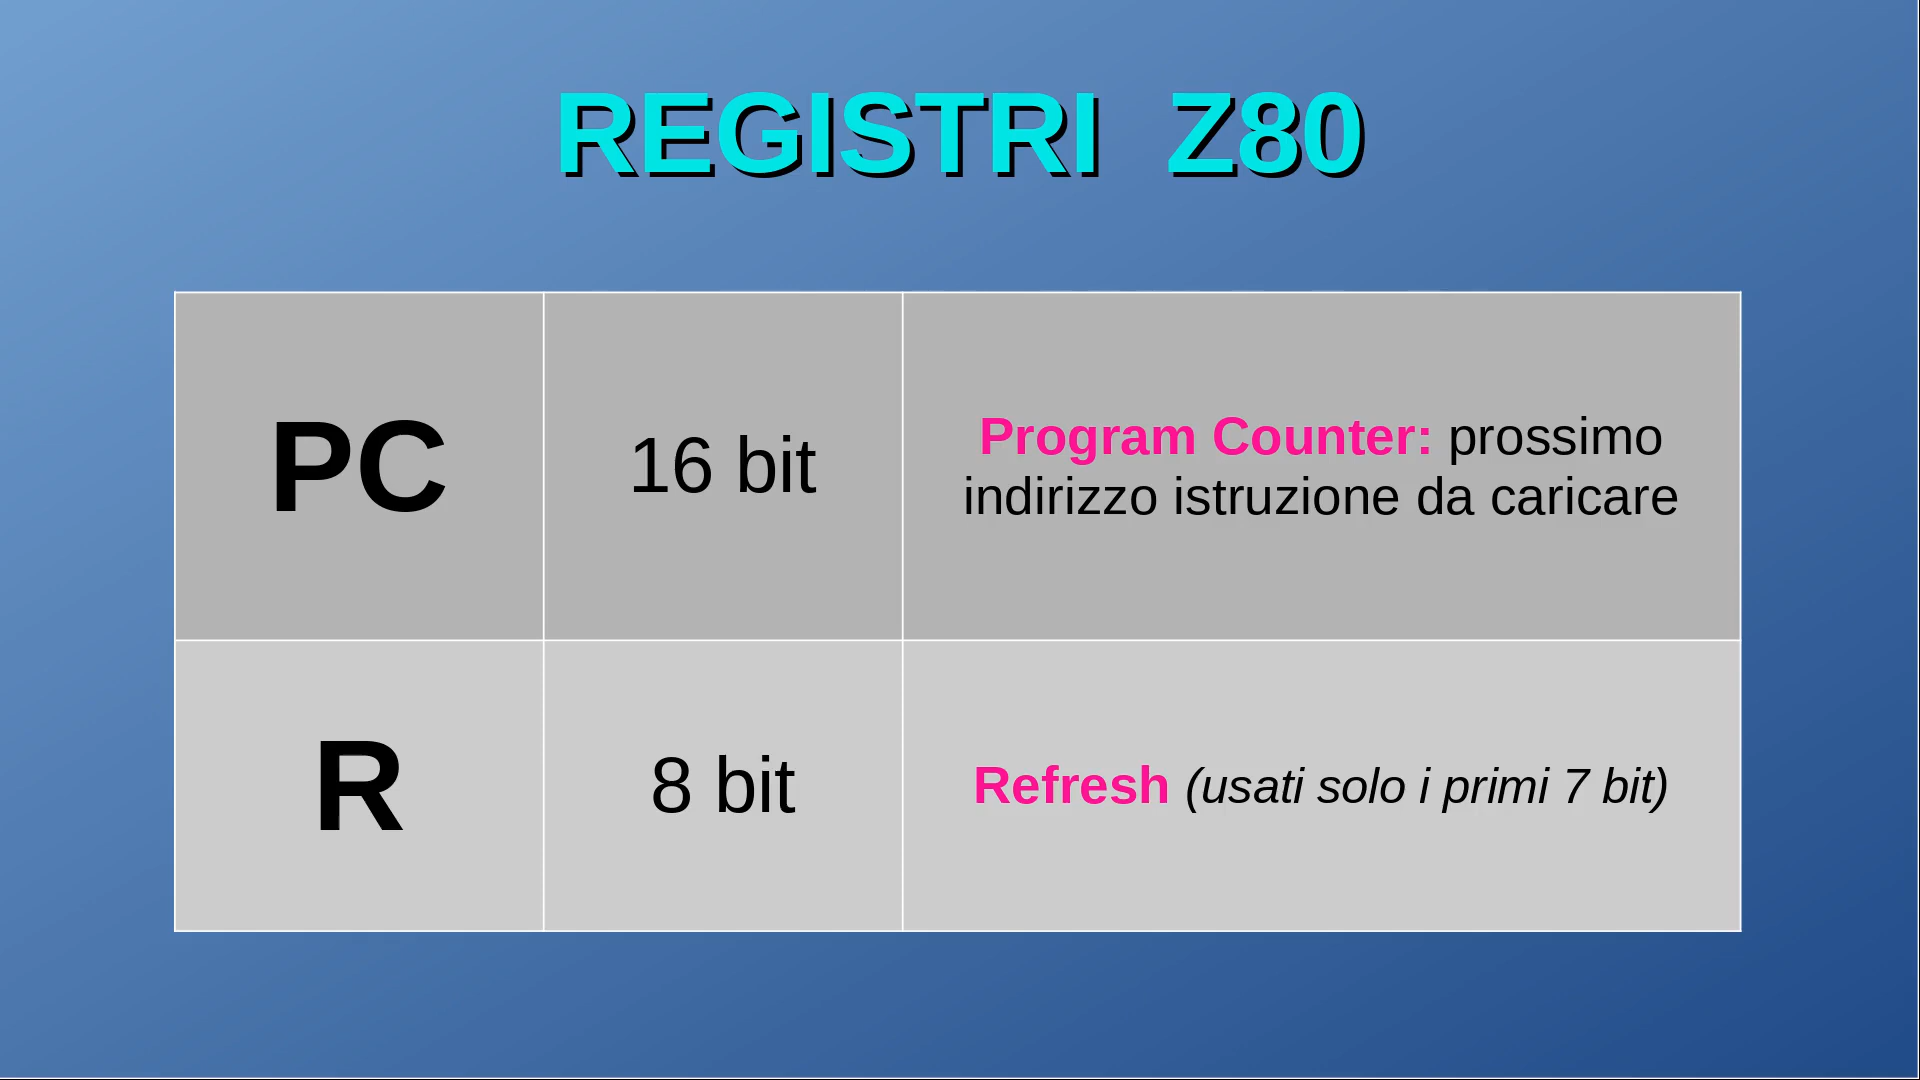 REGISTRI Z80
PC
16 bit
Program Counter: prossimo
indirizzo istruzione da caricare
R
8 bit
Refresh (usati solo i primi 7 bit)